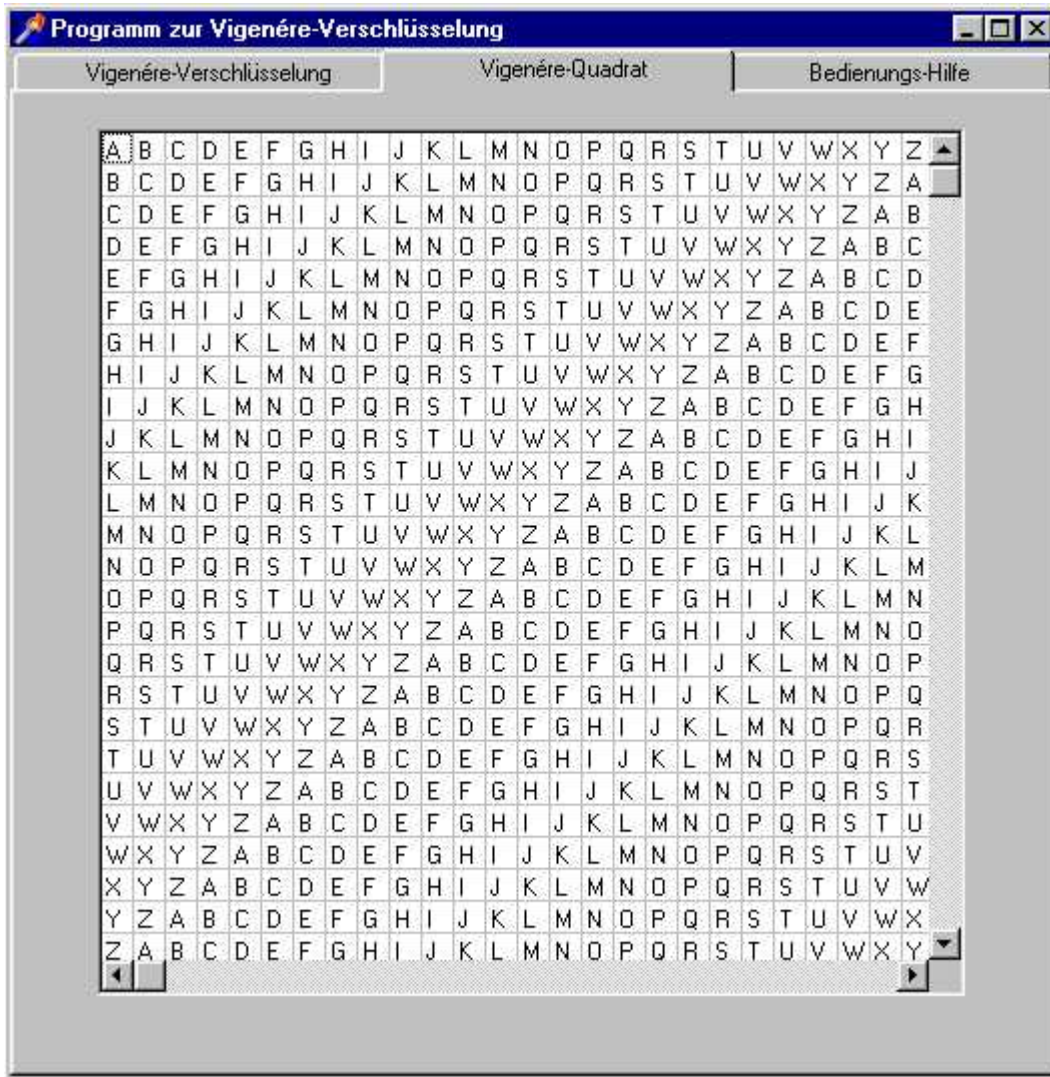 Programm zur Vigenére-Verschlüsselung
Vigenére-Verschlüsselung Vigenére-Quadrat Bedienungs-Hilfe
A B C D E F G H I J K L M N O P Q R S T U V W X Y Z
B C D E F G H I J K L M N O P Q R S T U V W X Y Z A
C D E F G H I J K L M N O P Q R S T U V W X Y Z A B
D E F G H I J K L M N O P Q R S T U V W X Y Z A B C
E F G H I J K L M N O P Q R S T U V W X Y Z A B C D
F G H I J K L M N O P Q R S T U V W X Y Z A B C D E
G H I J K L M N O P Q R S T U V W X Y Z A B C D E F
H I J K L M N O P Q R S T U V W X Y Z A B C D E F G
I J K L M N O P Q R S T U V W X Y Z A B C D E F G H
J K L M N O P Q R S T U V W X Y Z A B C D E F G H I
K L M N O P Q R S T U V W X Y Z A B C D E F G H I J
L M N O P Q R S T U V W X Y Z A B C D E F G H I J K
M N O P Q R S T U V W X Y Z A B C D E F G H I J K L
N O P Q R S T U V W X Y Z A B C D E F G H I J K L M
O P Q R S T U V W X Y Z A B C D E F G H I J K L M N
P Q R S T U V W X Y Z A B C D E F G H I J K L M N O
Q R S T U V W X Y Z A B C D E F G H I J K L M N O P
R S T U V W X Y Z A B C D E F G H I J K L M N O P Q
S T U V W X Y Z A B C D E F G H I J K L M N O P Q R
T U V W X Y Z A B C D E F G H I J K L M N O P Q R S
U V W X Y Z A B C D E F G H I J K L M N O P Q R S T
V W X Y Z A B C D E F G H I J K L M N O P Q R S T U
W X Y Z A B C D E F G H I J K L M N O P Q R S T U V
X Y Z A B C D E F G H I J K L M N O P Q R S T U V W
Y Z A B C D E F G H I J K L M N O P Q R S T U V W X
Z A B C D E F G H I J K L M N O P Q R S T U V W X Y